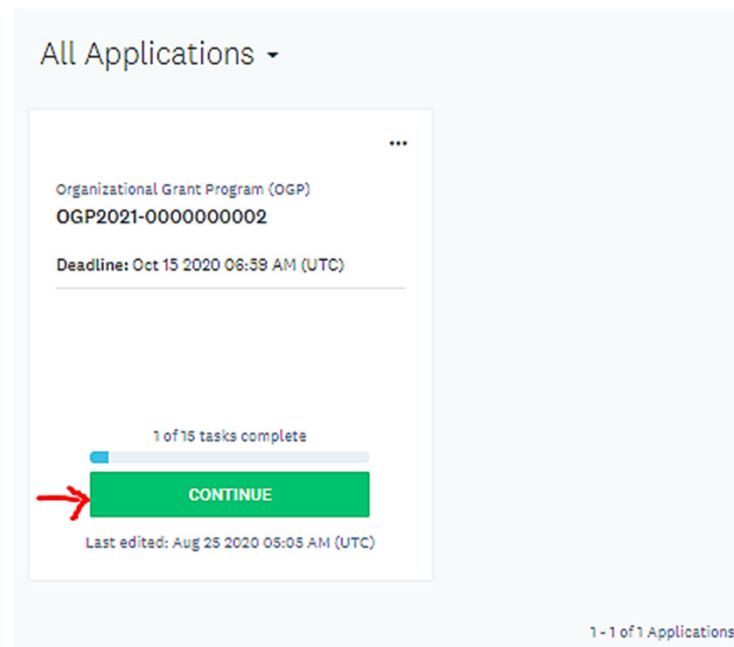 All Applications
...
Organizational Grant Program (OGP)
OGP2021-0000000002
Deadline: Oct 15 2020 06:59 AM (UTC)
1 of 15 tasks complete
CONTINUE
Last edited: Aug 25 2020 05:05 AM (UTC)
1 - 1 of 1 Applications